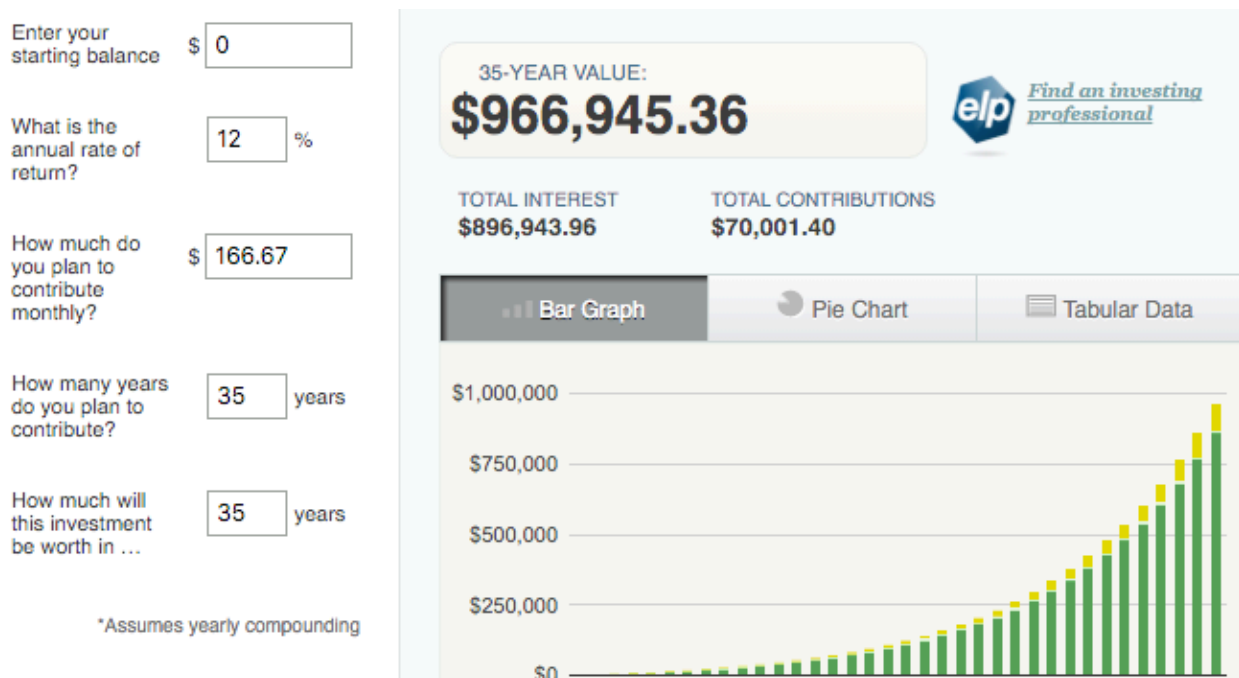 Enter your
starting balance
$ 0
What is the
annual rate of
return?
12 %
How much do
you plan to
contribute
monthly?
$ 166.67
How many years
do you plan to
contribute?
35 years
How much will
this investment
be worth in ...
35 years
*Assumes yearly compounding
35-YEAR VALUE:
$966,945.36
elp
Find an investing
professional
TOTAL INTEREST
$896,943.96
TOTAL CONTRIBUTIONS
$70,001.40
Bar Graph
Pie Chart
Tabular Data
$1,000,000
$750,000
$500,000
$250,000
$0